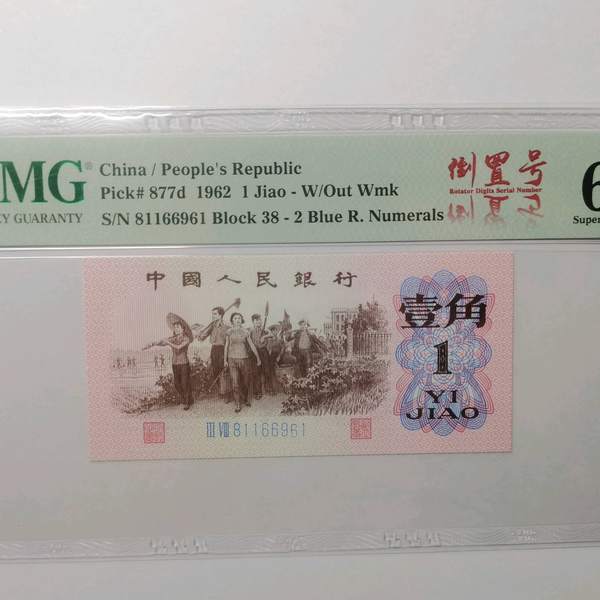 MG®
CY GUARANTY
China / People's Republic
Pick# 877d 1962 1 Jiao - W/Out Wmk
S/N 81166961 Block 38 - 2 Blue R. Numerals
倒置号
Rotator Digits Serial Number
6
Super
中國人民銀行
壹角
1
YI
JIAO
III VIII 81166961